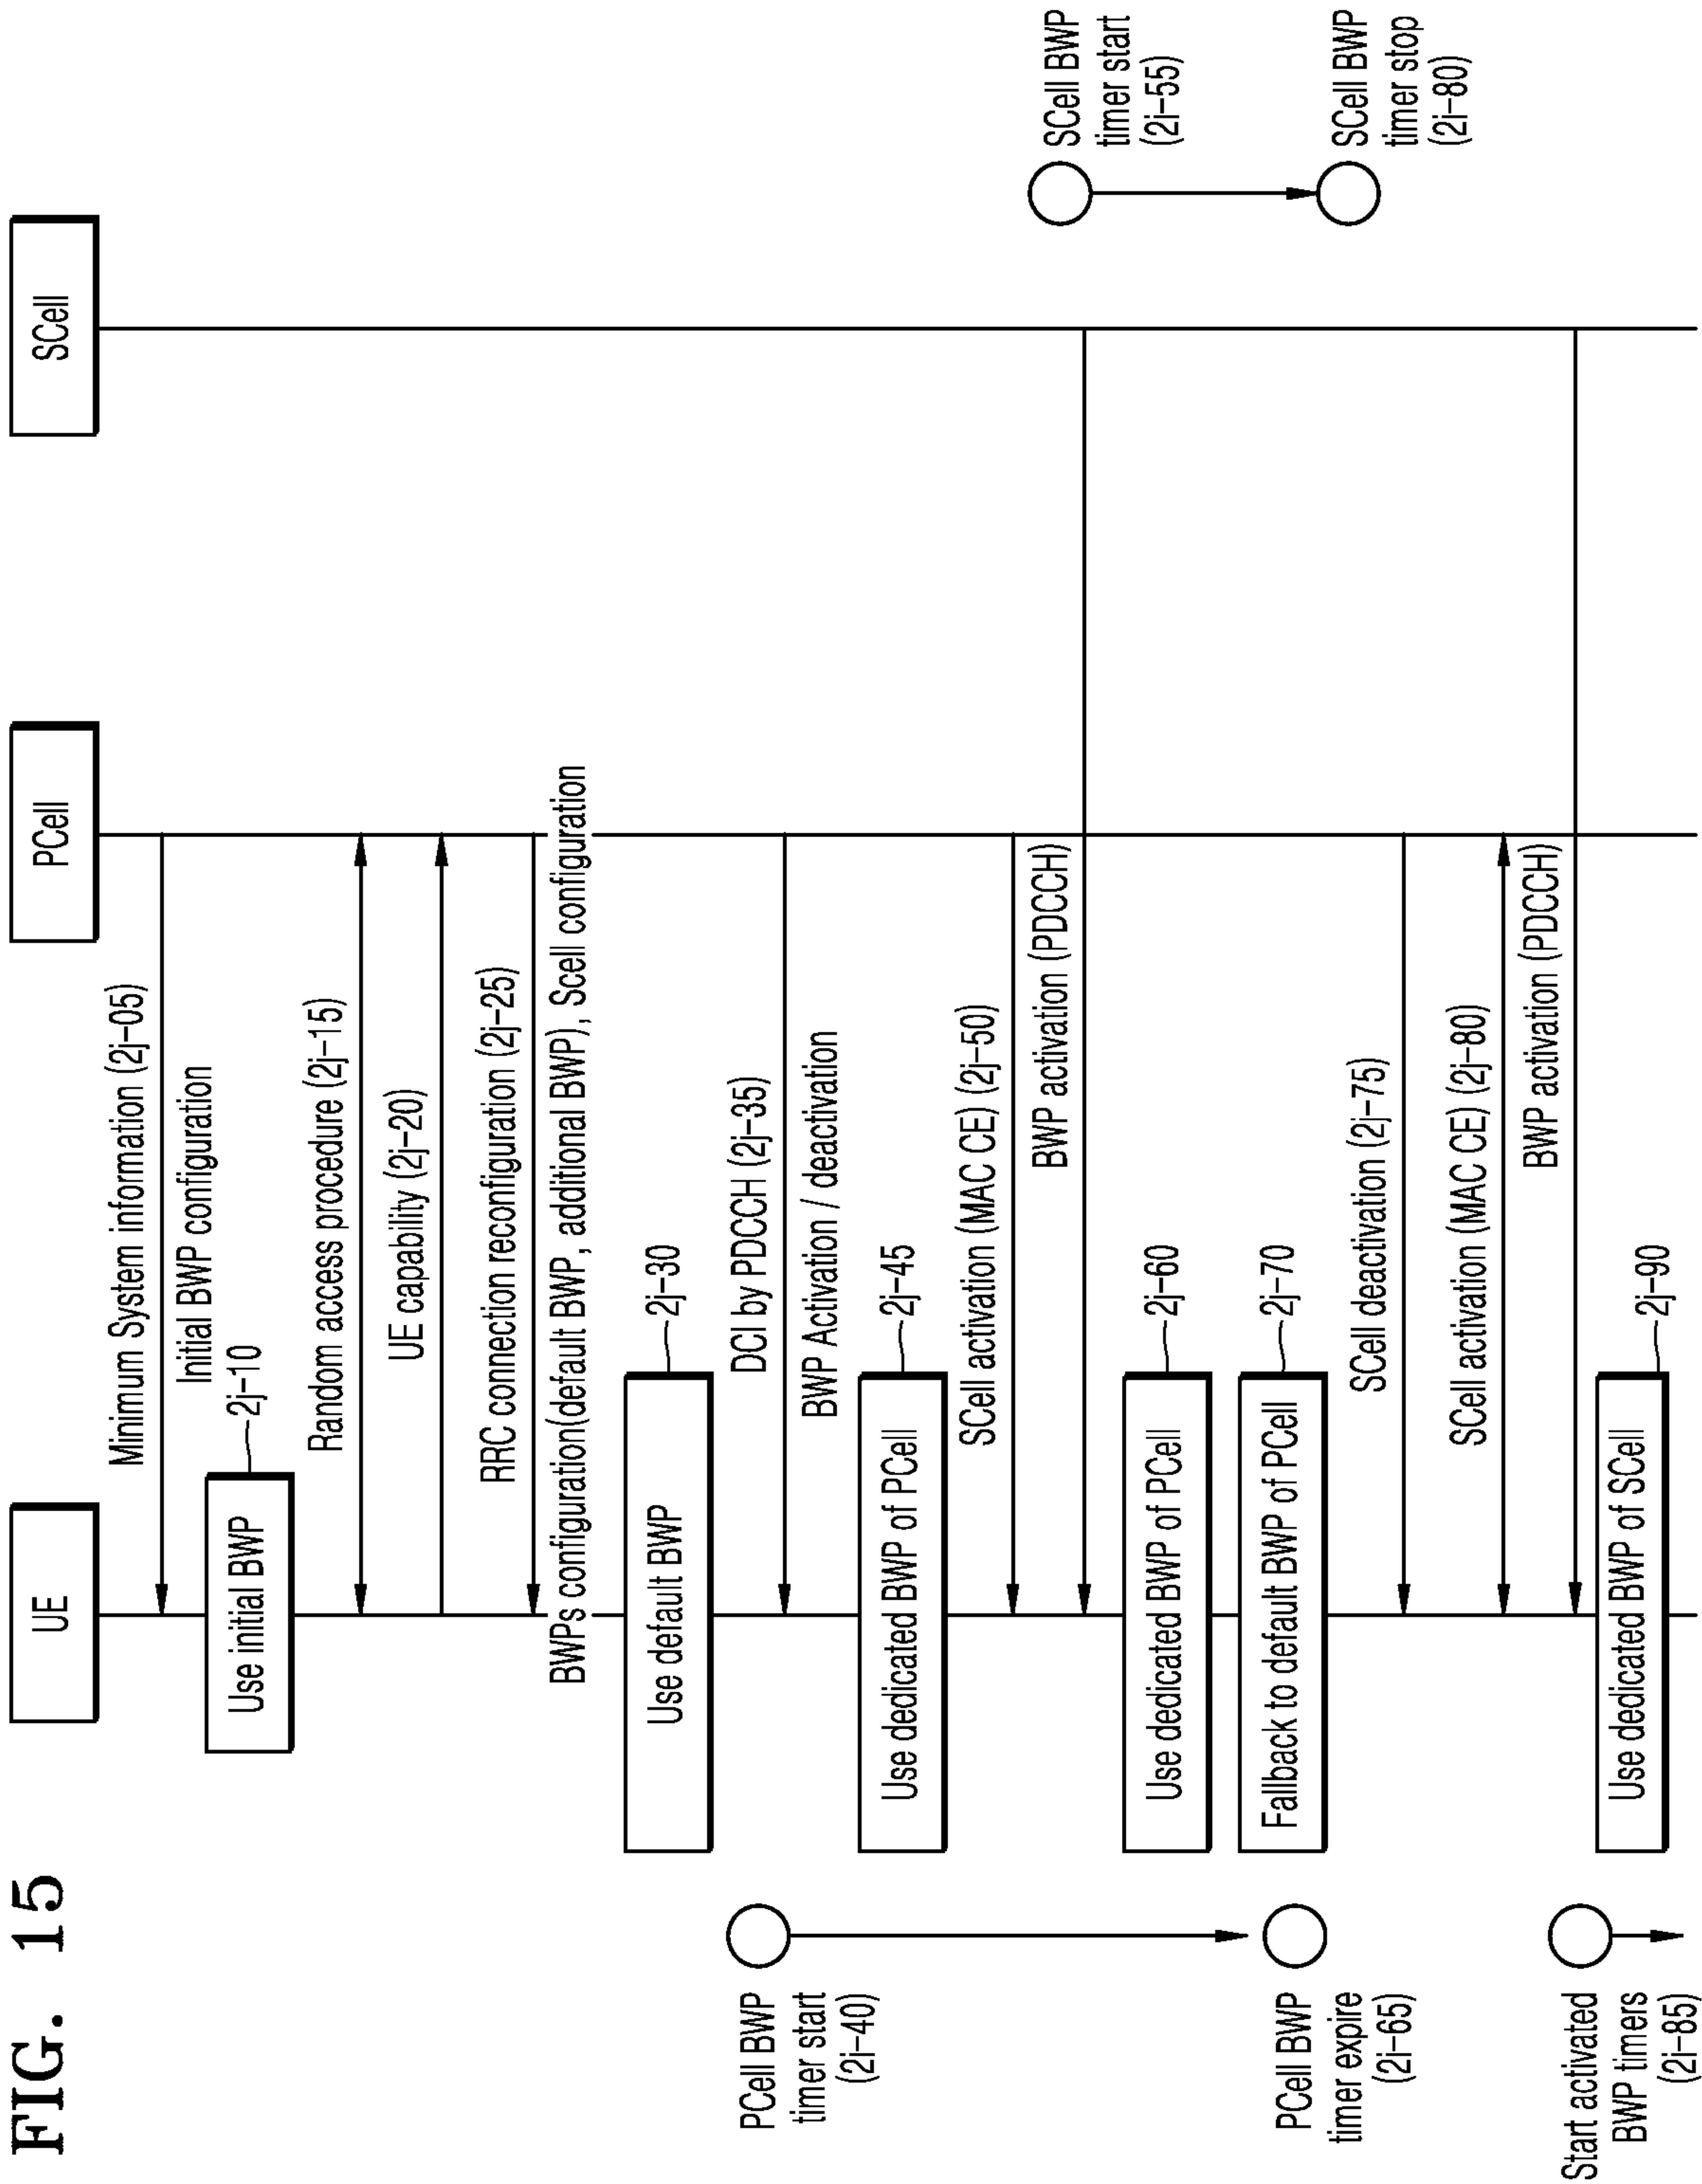 FIG. 15
UE
PCell
SCell
Minimum System information (2j-05)
Initial BWP configuration
Use initial BWP
2j-10
Random access procedure (2j-15)
UE capability (2j-20)
RRC connection reconfiguration (2j-25)
BWPs configuration(default BWP, additional BWP), Scell configuration
Use default BWP
2j-30
DCI by PDCCH (2j-35)
PCell BWP
timer start
(2i-40)
BWP Activation / deactivation
Use dedicated BWP of PCell
2j-45
SCell activation (MAC CE) (2j-50)
BWP activation (PDCCH)
SCell BWP
timer start
(2i-55)
Use dedicated BWP of PCell
2j-60
PCell BWP
timer expire
(2i-65)
Fallback to default BWP of PCell
2j-70
SCell deactivation (2j-75)
SCell BWP
timer stop
(2i-80)
SCell activation (MAC CE) (2j-80)
BWP activation (PDCCH)
Start activated
BWP timers
(2i-85)
Use dedicated BWP of SCell
2j-90